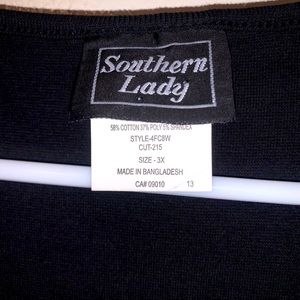 Southern
Lady
58% COTTON 37% POLY 5% SPANDEX
STYLE-4FC8W
CUT-215
SIZE - 3X
MADE IN BANGLADESH
CA# 09010 13